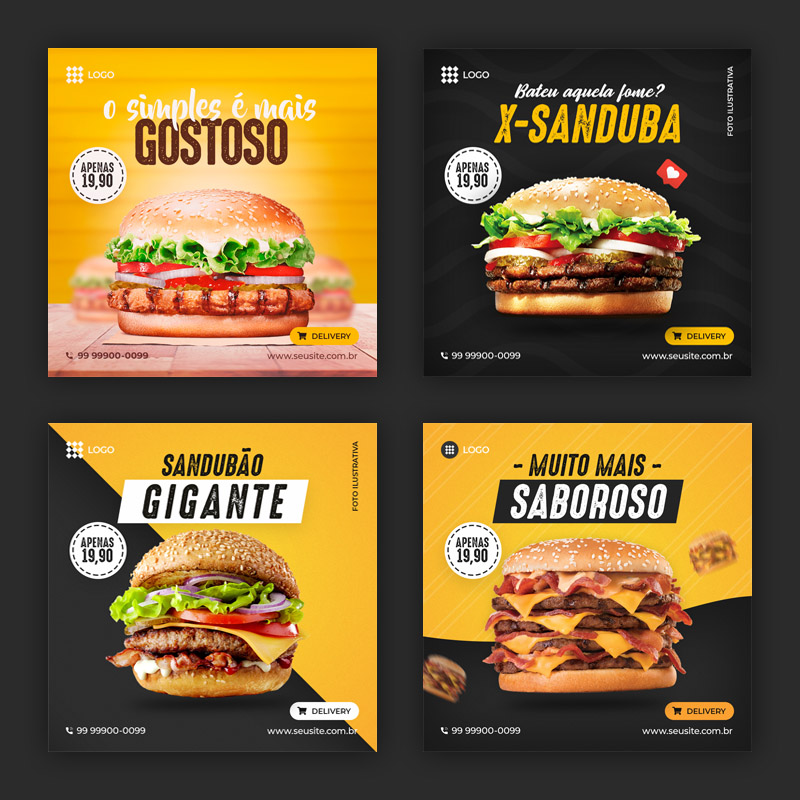 LOGO
o simples é mais
GOSTOSO
APENAS
19,90
DELIVERY
99 99900-0099
www.seusite.com.br
LOGO
FOTO ILUSTRATIVA
Bateu aquela fome?
X-SANDUBA
APENAS
19,90
DELIVERY
99 99900-0099
www.seusite.com.br
LOGO
FOTO ILUSTRATIVA
SANDUBÃO
GIGANTE
APENAS
19,90
DELIVERY
99 99900-0099
www.seusite.com.br
LOGO
- MUITO MAIS -
SABOROSO
APENAS
19,90
DELIVERY
99 99900-0099
www.seusite.com.br